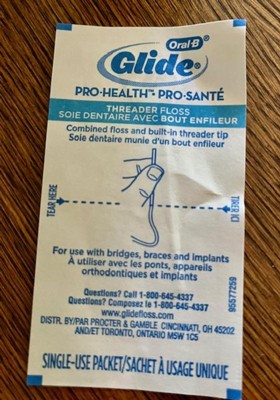 Oral-B
Glide®
PRO-HEALTH™ PRO-SANTÉ
THREADER FLOSS
SOIE DENTAIRE AVEC BOUT ENFILEUR
Combined floss and built-in threader tip
Soie dentaire munie d'un bout enfileur
TEAR HERE
TIRER ICI
95577259
For use with bridges, braces and implants
À utiliser avec les ponts, appareils
orthodontiques et implants
Questions? Call 1-800-645-4337
Questions? Composez le 1-800-645-4337
www.glidefloss.com
DISTR. BY/PAR PROCTER & GAMBLE CINCINNATI, OH 45202
AND/ET TORONTO, ONTARIO M5W 1C5
SINGLE-USE PACKET/SACHET À USAGE UNIQUE